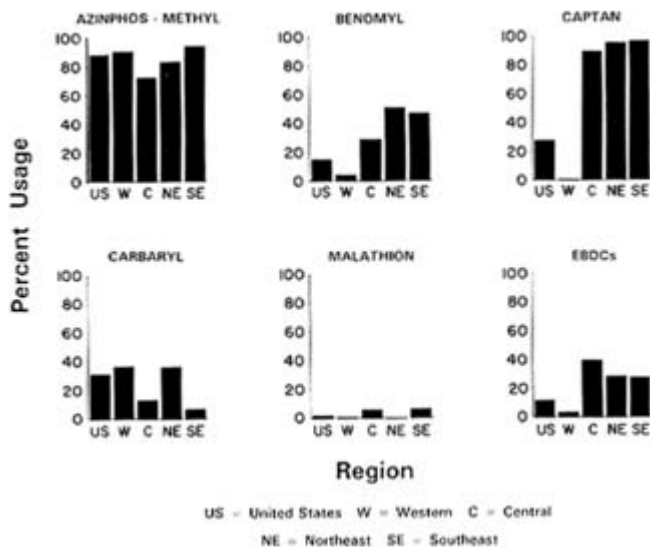 AZINPHOS - METHYL
100
80
60
40
20
0
US W C NE SE
BENOMYL
100
80
60
40
20
0
US W C NE SE
CAPTAN
100
80
60
40
20
0
US W C NE SE
Percent Usage
CARBARYL
100
80
60
40
20
0
US W C NE SE
MALATHION
100
80
60
40
20
0
US W C NE SE
EBDCs
100
80
60
40
20
0
US W C NE SE
Region
US = United States W = Western C = Central
NE = Northeast SE = Southeast